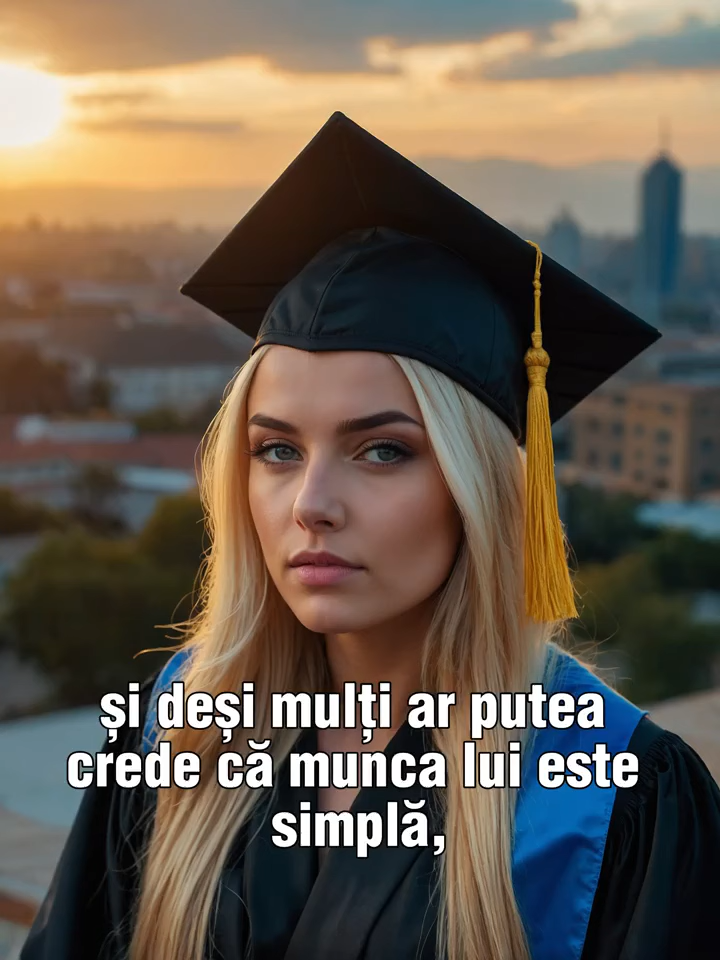 și deși mulți ar putea
crede că munca lui este
simplă,